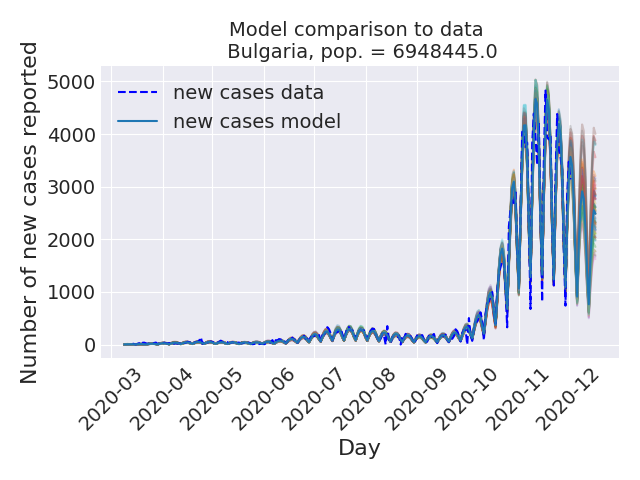 Model comparison to data
Bulgaria, pop. = 6948445.0
Number of new cases reported
5000
4000
3000
2000
1000
0
new cases data
new cases model
2020-03
2020-04
2020-05
2020-06
2020-07
2020-08
2020-09
2020-10
2020-11
2020-12
Day